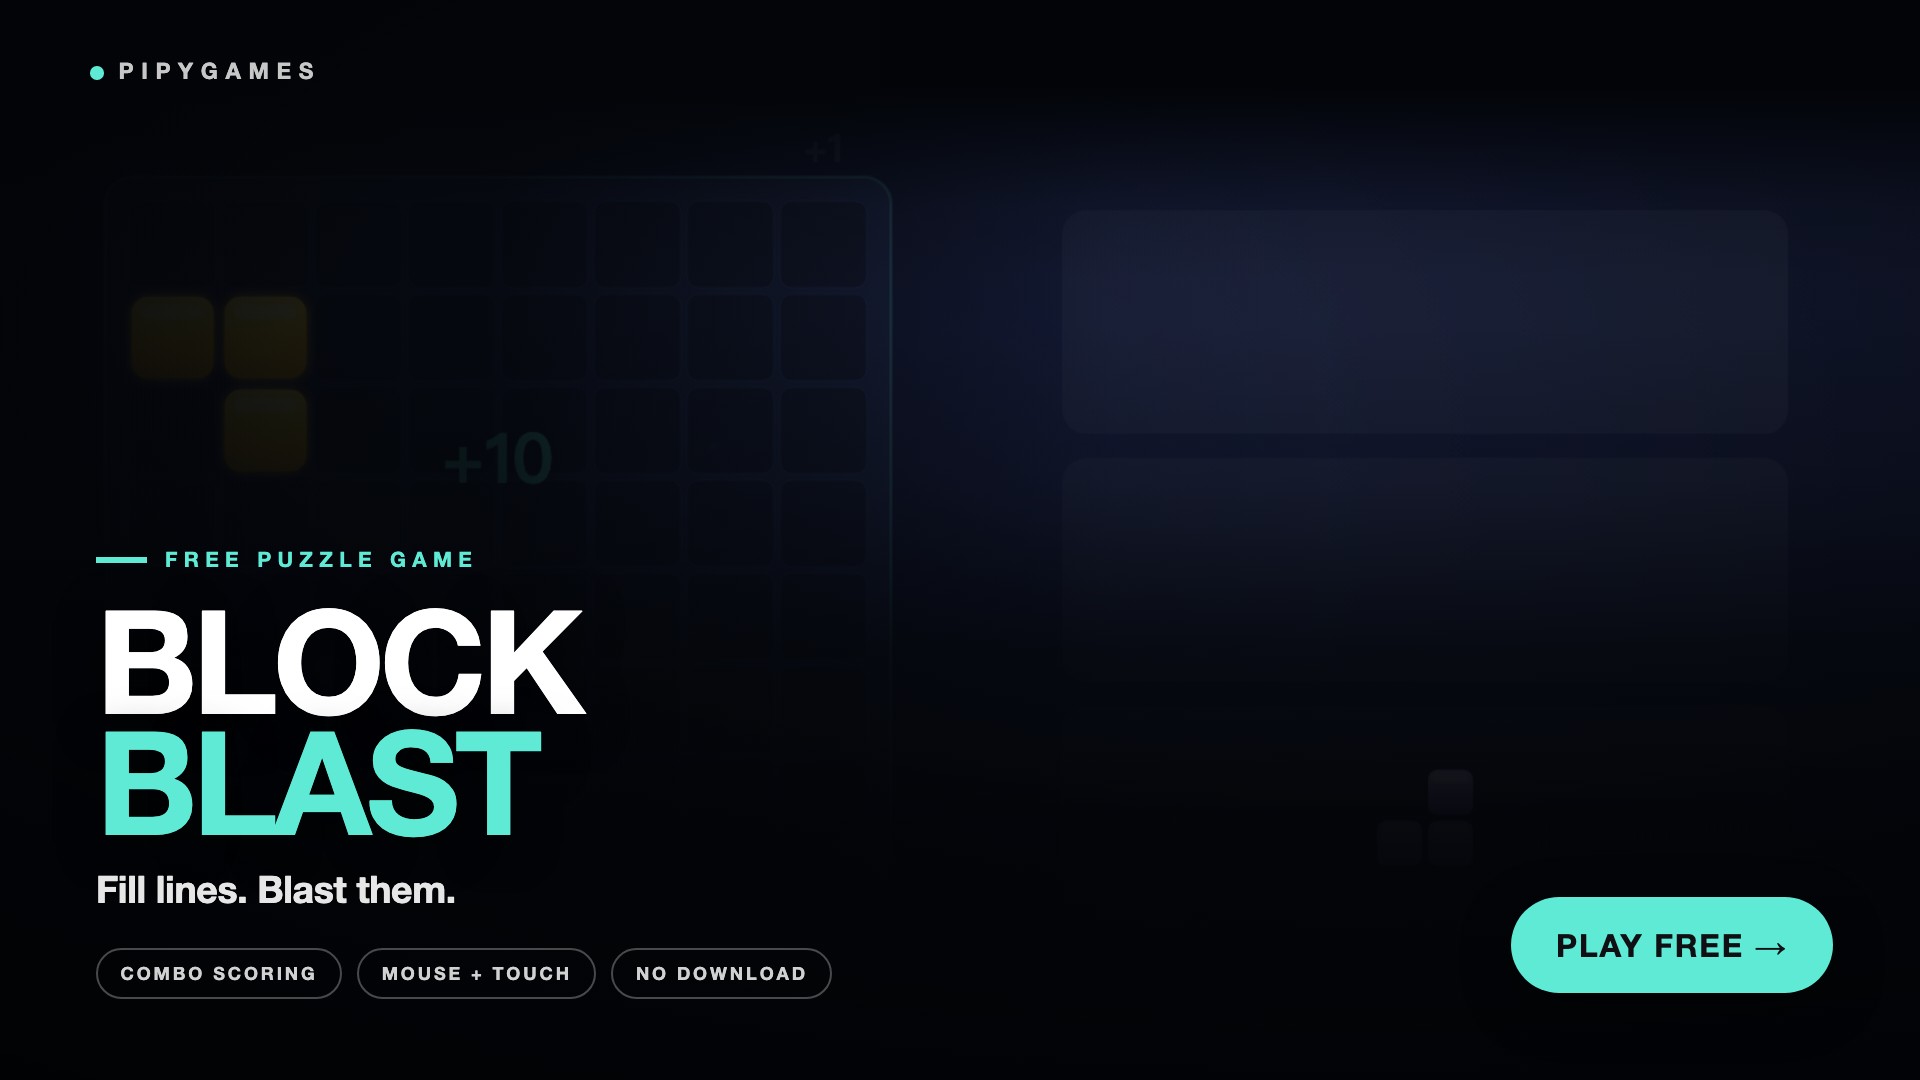 PIPYGAMES
+1
+10
FREE PUZZLE GAME
BLOCK
BLAST
Fill lines. Blast them.
COMBO SCORING
MOUSE + TOUCH
NO DOWNLOAD
PLAY FREE →